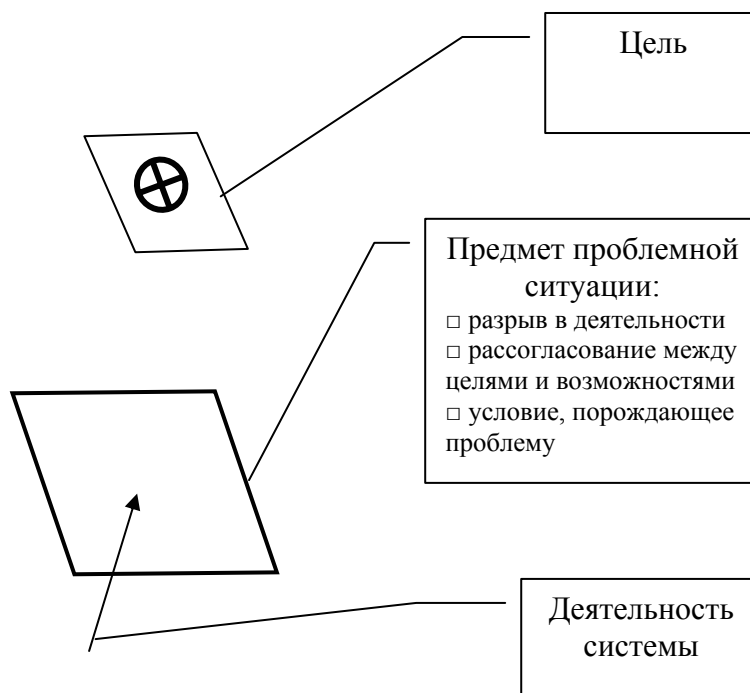 Цель
Предмет проблемной
ситуации:
□ разрыв в деятельности
□ рассогласование между
целями и возможностями
□ условие, порождающее
проблему
Деятельность
системы